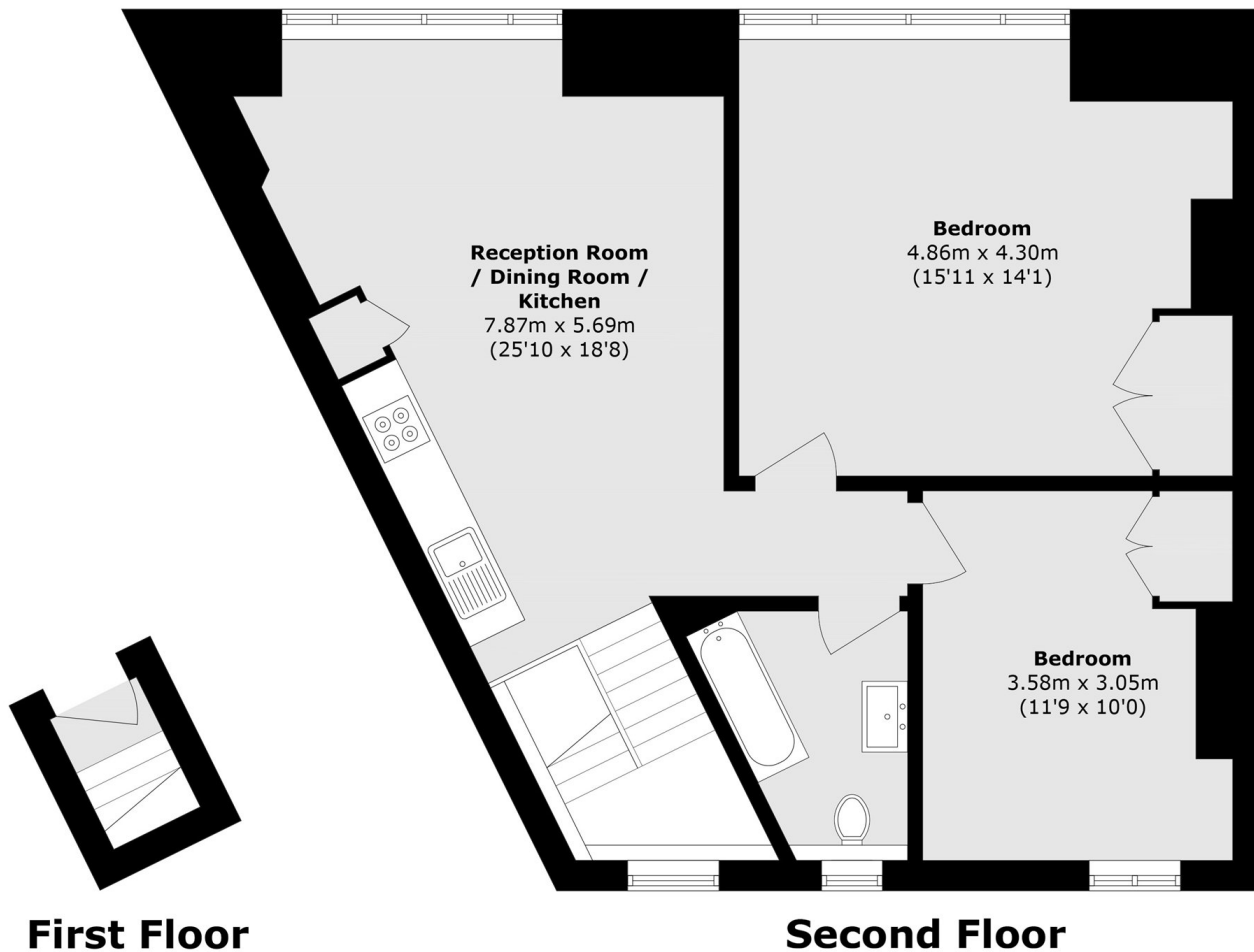 Reception Room
/ Dining Room /
Kitchen
7.87m x 5.69m
(25'10 x 18'8)
Bedroom
4.86m x 4.30m
(15'11 x 14'1)
Bedroom
3.58m x 3.05m
(11'9 x 10'0)
First Floor
Second Floor